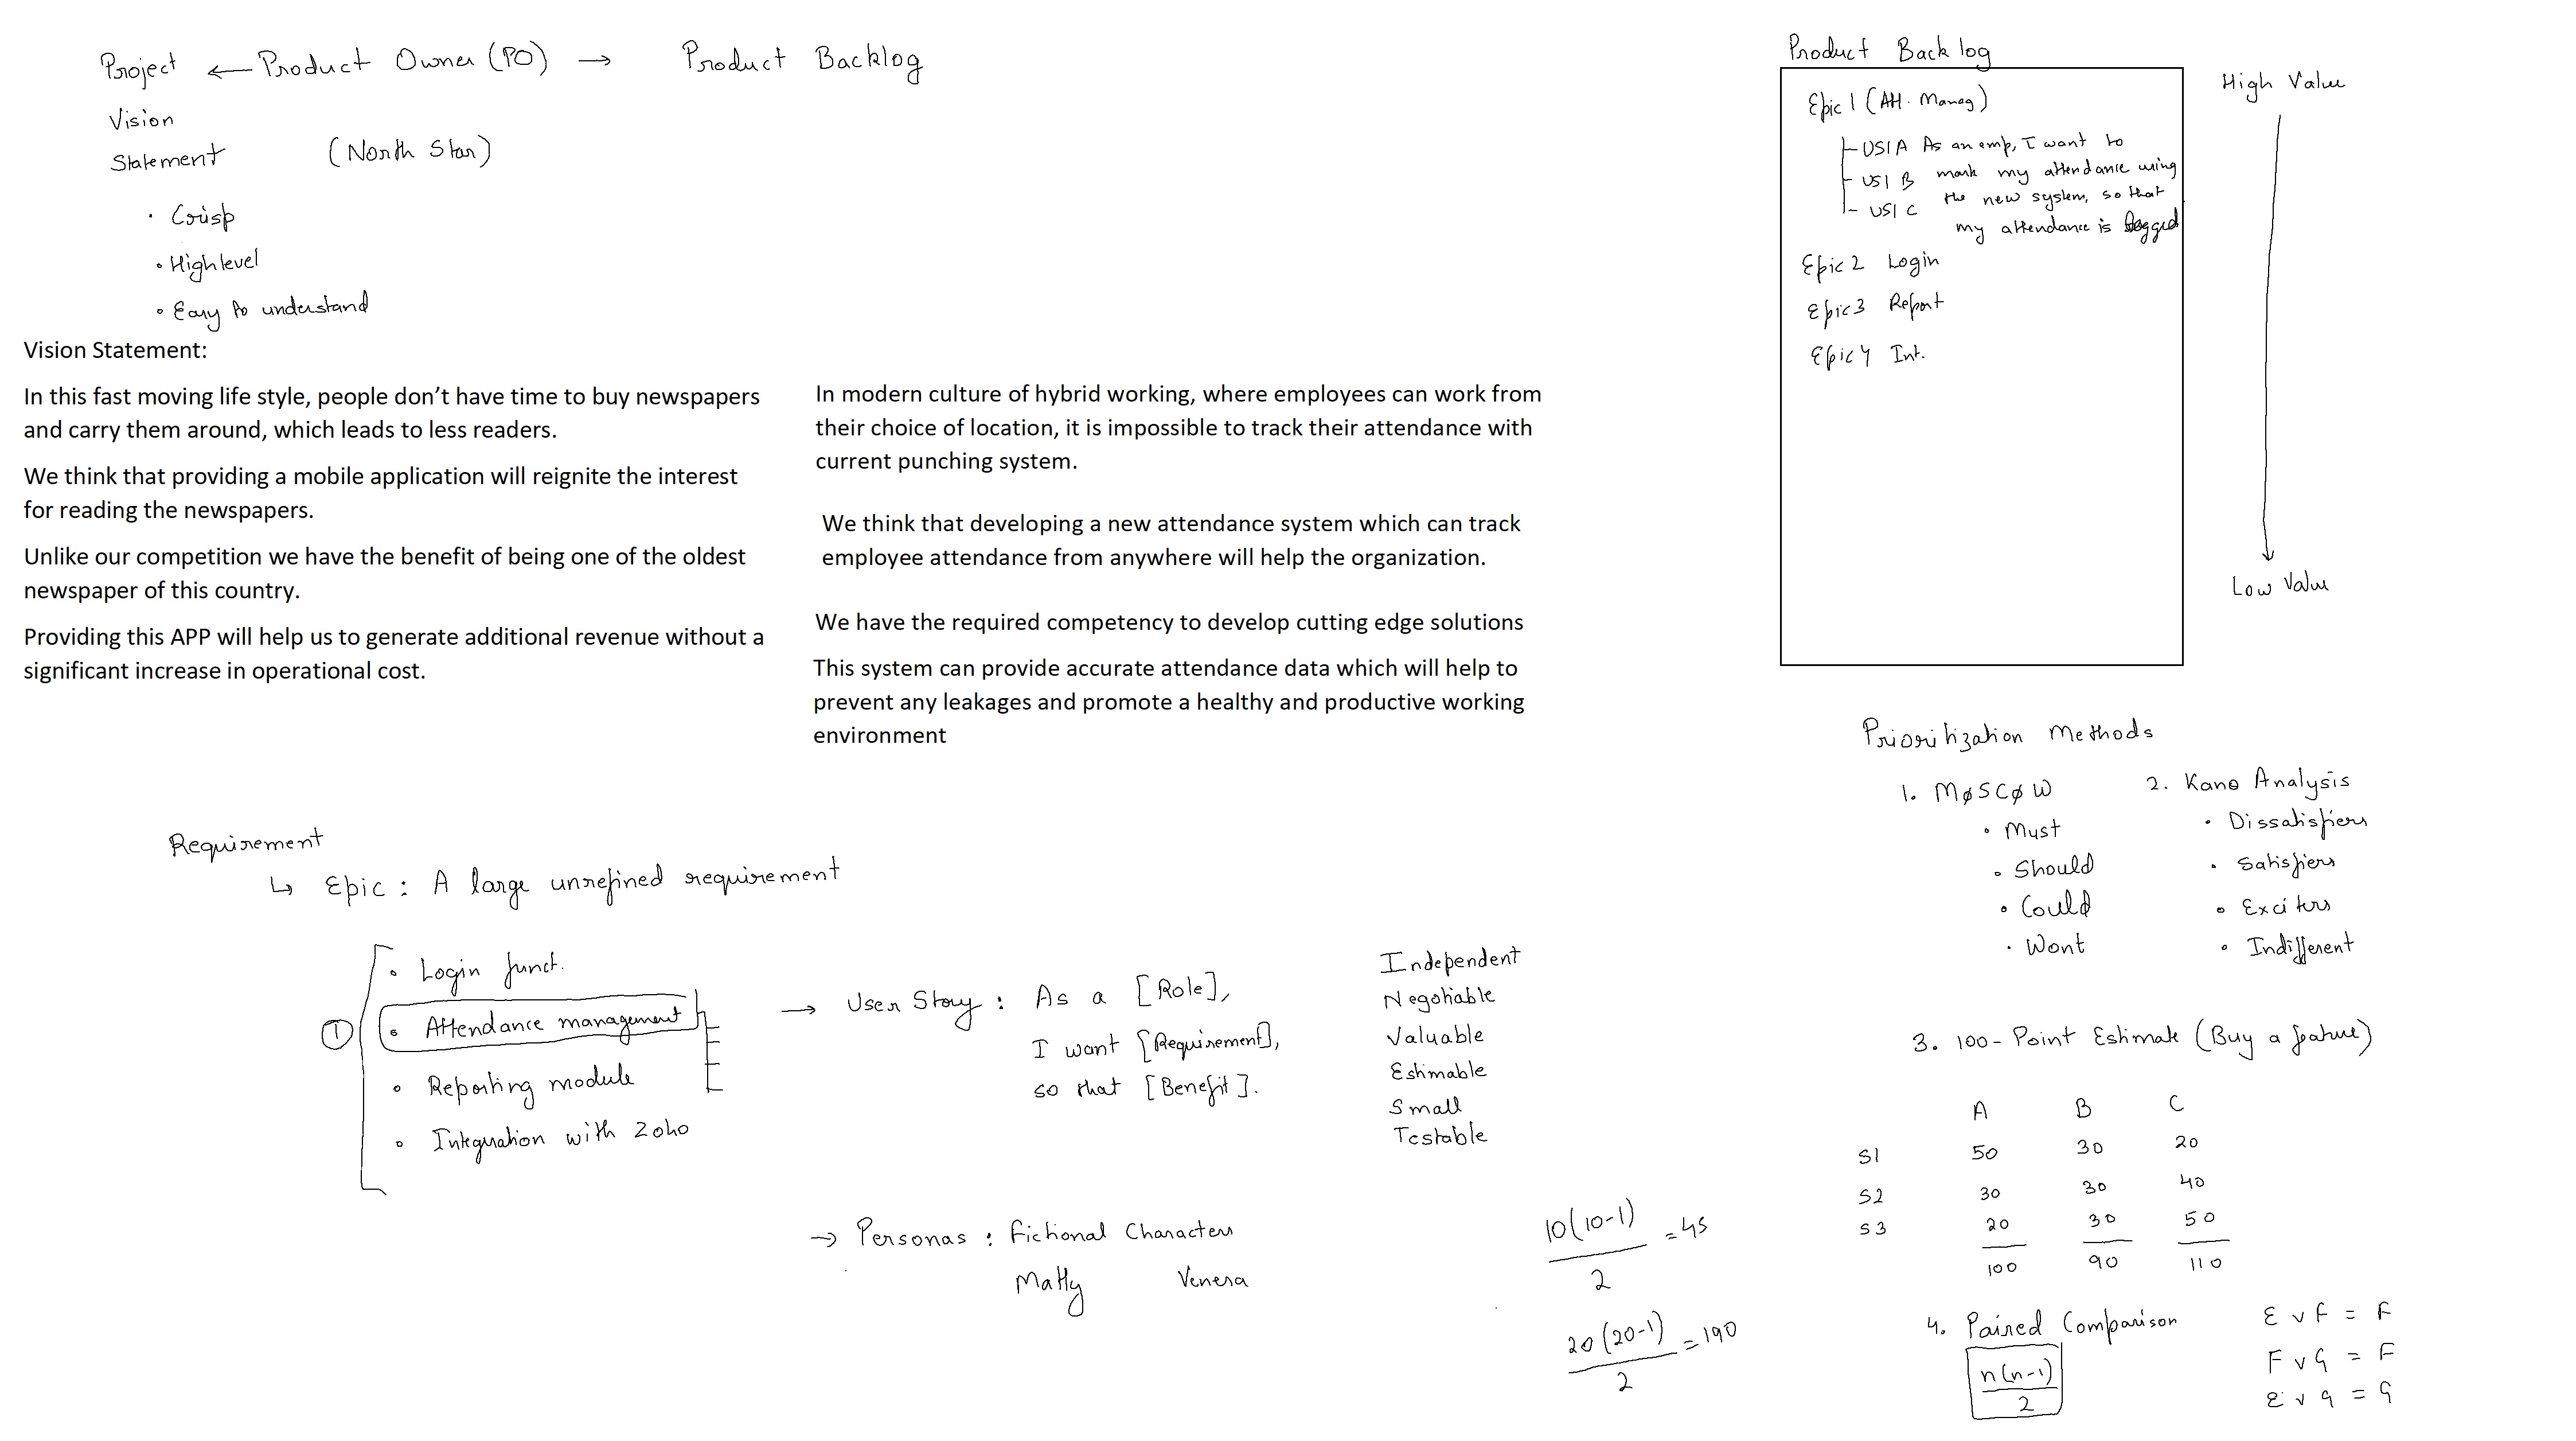 Project ← Product Owner (PO) → Product Backlog
Vision
Statement (North Star)
• Crisp
• High level
• Easy to understand
Vision Statement:
In this fast moving life style, people don't have time to buy newspapers
and carry them around, which leads to less readers.
We think that providing a mobile application will reignite the interest
for reading the newspapers.
Unlike our competition we have the benefit of being one of the oldest
newspaper of this country.
Providing this APP will help us to generate additional revenue without a
significant increase in operational cost.
In modern culture of hybrid working, where employees can work from
their choice of location, it is impossible to track their attendance with
current punching system.
We think that developing a new attendance system which can track
employee attendance from anywhere will help the organization.
We have the required competency to develop cutting edge solutions
This system can provide accurate attendance data which will help to
prevent any leakages and promote a healthy and productive working
environment
Product Backlog
Epic 1 (Att. Manag)
US1A As an emp, I want to
US1 B mark my attendance using
US1 C the new system, so that
my attendance is logged
Epic 2 Login
Epic 3 Report
Epic 4 Int.
High Value
Low Value
Requirement
↳ Epic : A large unrefined requirement
• Login funct.
1 • Attendance management
• Reporting module
• Integration with Zoho
→ User Story : As a [Role],
I want [Requirement],
so that [Benefit].
Independent
Negotiable
Valuable
Estimable
Small
Testable
→ Personas : Fictional Characters
Matty Venesa
Prioritization Methods
1. MØSCØW
• Must
• Should
• Could
• Wont
2. Kano Analysis
• Dissatisfiers
• Satisfiers
• Exciters
• Indifferent
3. 100-Point Estimate (Buy a feature)
A B C
S1 50 30 20
S2 30 30 40
S3 20 30 50
100 90 110
10(10-1)
2
= 45
20(20-1)
2
= 190
4. Paired Comparison
n(n-1)
2
E v F = F
F v G = F
E v G = G